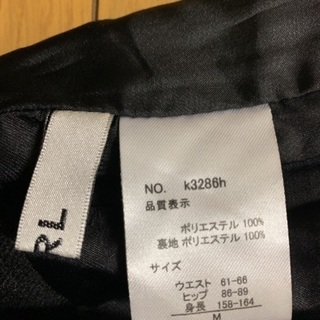 RL
NO. k3286h
品質表示
ポリエステル 100%
裏地 ポリエステル 100%
サイズ
ウエスト 61-66
ヒップ 86-89
身長 158-164
M